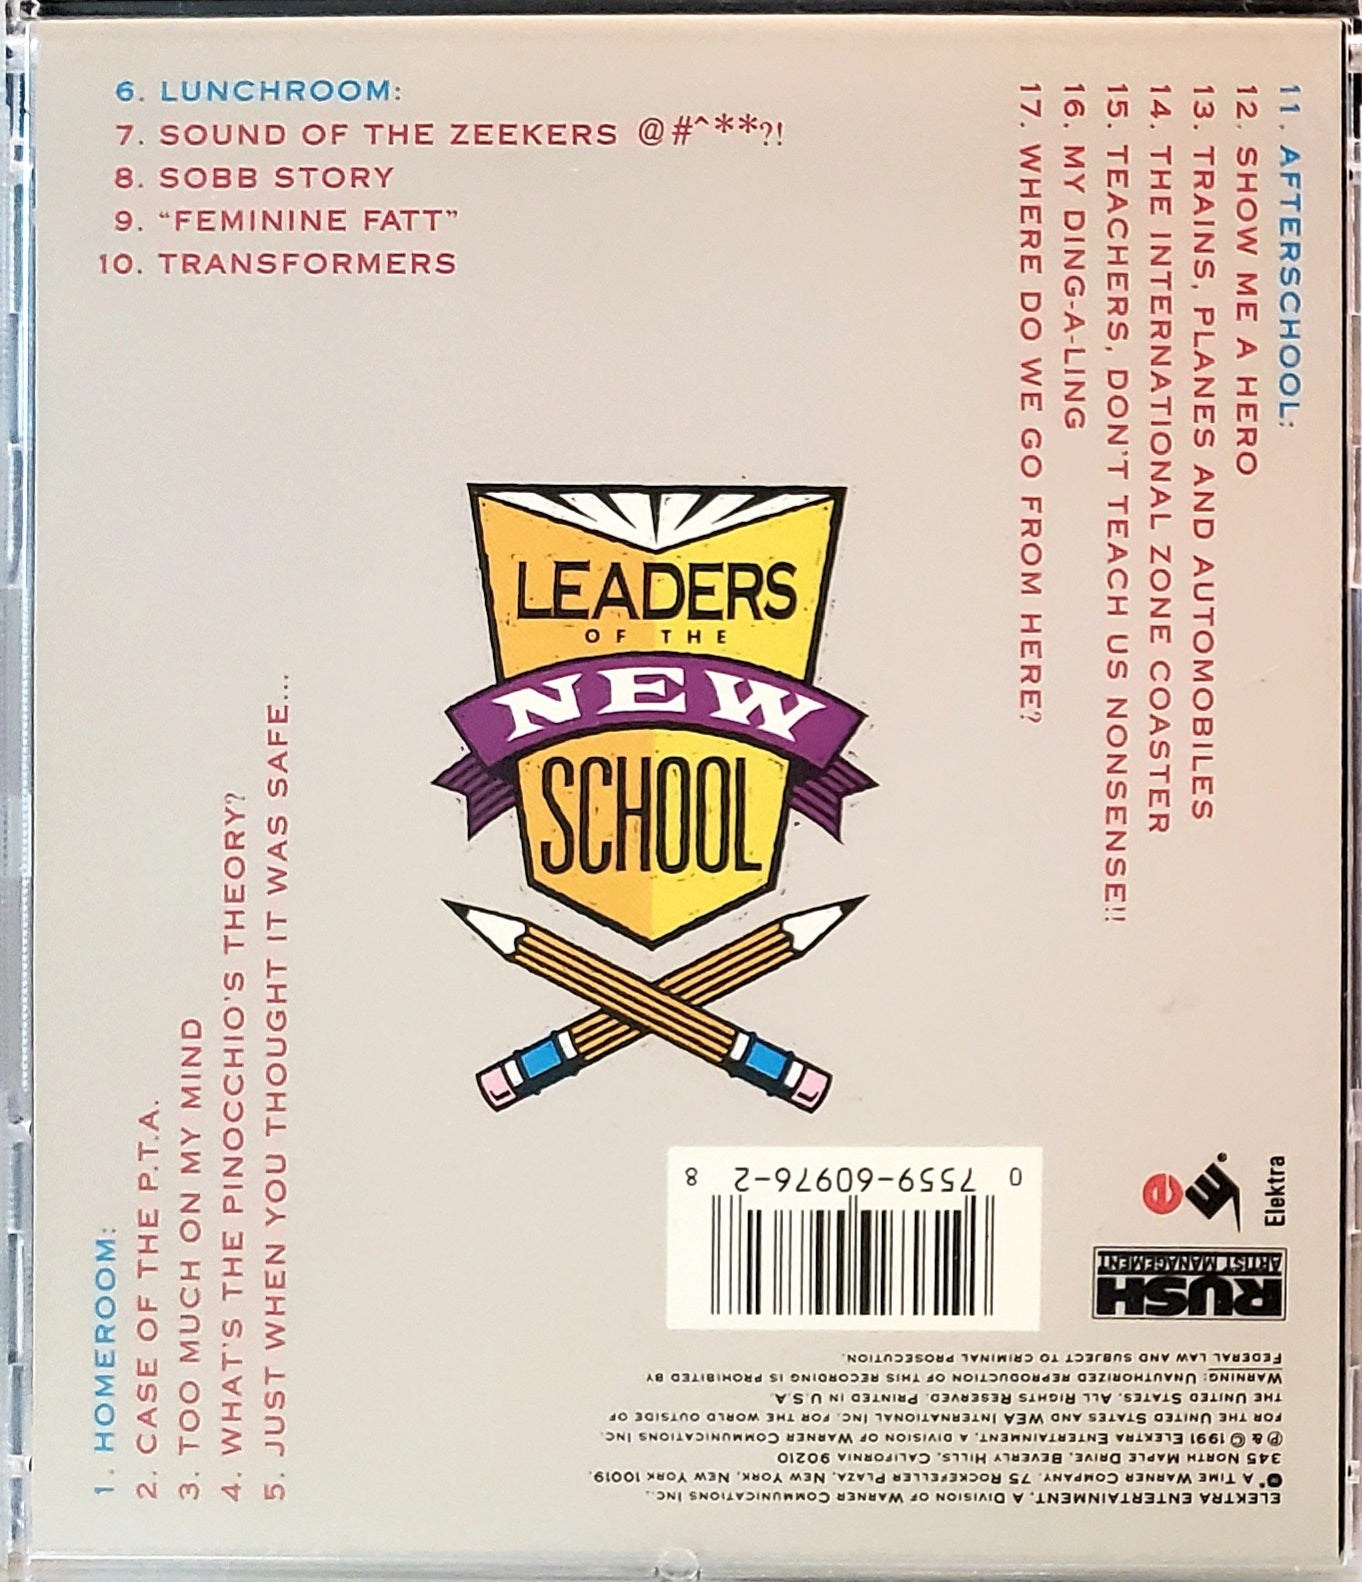 1. HOMEROOM:
2. CASE OF THE P.T.A.
3. TOO MUCH ON MY MIND
4. WHAT'S THE PINOCCHIO'S THEORY?
5. JUST WHEN YOU THOUGHT IT WAS SAFE...
6. LUNCHROOM:
7. SOUND OF THE ZEEKERS @#^**?!
8. SOBB STORY
9. "FEMININE FATT"
10. TRANSFORMERS
11. AFTERSCHOOL:
12. SHOW ME A HERO
13. TRAINS, PLANES AND AUTOMOBILES
14. THE INTERNATIONAL ZONE COASTER
15. TEACHERS, DON'T TEACH US NONSENSE!!
16. MY DING-A-LING
17. WHERE DO WE GO FROM HERE?
LEADERS
OF THE
NEW
SCHOOL
0 7559-60976-2 8
e
Elektra
RUSH
ARTIST MANAGEMENT
ELEKTRA ENTERTAINMENT, A DIVISION OF WARNER COMMUNICATIONS INC.,
A TIME WARNER COMPANY. 75 ROCKEFELLER PLAZA, NEW YORK, NEW YORK 10019.
345 NORTH MAPLE DRIVE, BEVERLY HILLS, CALIFORNIA 90210
℗ & © 1991 ELEKTRA ENTERTAINMENT, A DIVISION OF WARNER COMMUNICATIONS INC.
FOR THE UNITED STATES AND WEA INTERNATIONAL INC. FOR THE WORLD OUTSIDE OF
THE UNITED STATES. ALL RIGHTS RESERVED. PRINTED IN U.S.A.
WARNING: UNAUTHORIZED REPRODUCTION OF THIS RECORDING IS PROHIBITED BY
FEDERAL LAW AND SUBJECT TO CRIMINAL PROSECUTION.